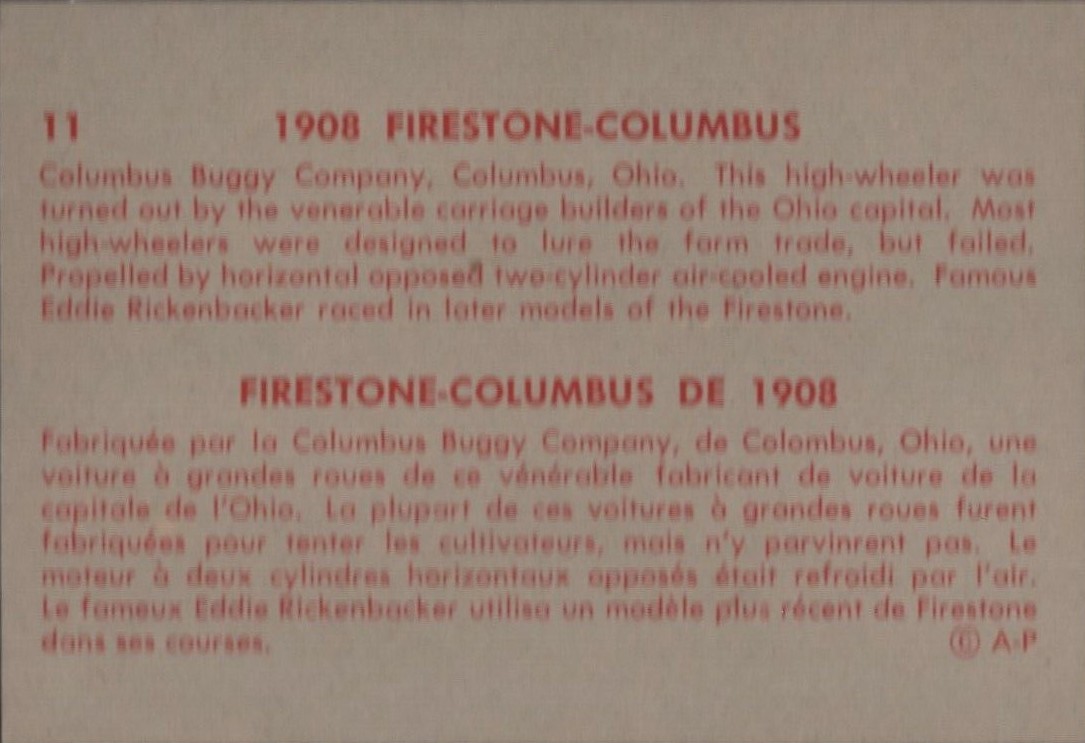 11 1908 FIRESTONE-COLUMBUS
Columbus Buggy Company, Columbus, Ohio. This high-wheeler was
turned out by the venerable carriage builders of the Ohio capital. Most
high-wheelers were designed to lure the farm trade, but failed.
Propelled by horizontal opposed two-cylinder air-cooled engine. Famous
Eddie Rickenbacker raced in later models of the Firestone.
FIRESTONE-COLUMBUS DE 1908
Fabriquée par la Columbus Buggy Company, de Colombus, Ohio, une
voiture à grandes roues de ce vénérable fabricant de voiture de la
capitale de l'Ohio. La plupart de ces voitures à grandes roues furent
fabriquées pour tenter les cultivateurs, mais n'y parvinrent pas. Le
moteur à deux cylindres horizontaux opposés était refroidi par l'air.
Le fameux Eddie Rickenbacker utilisa un modèle plus récent de Firestone
dans ses courses.
© A-P